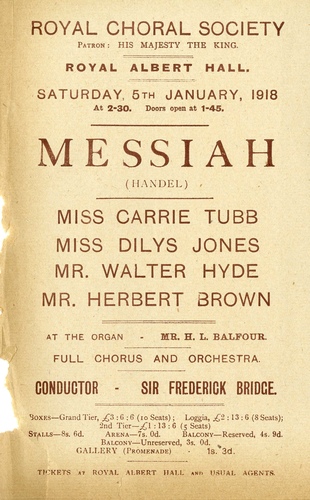 ROYAL CHORAL SOCIETY
PATRON: HIS MAJESTY THE KING.
ROYAL ALBERT HALL.
SATURDAY, 5TH JANUARY, 1918
At 2-30. Doors open at 1-45.
MESSIAH
(HANDEL)
MISS CARRIE TUBB
MISS DILYS JONES
MR. WALTER HYDE
MR. HERBERT BROWN
AT THE ORGAN - MR. H. L. BALFOUR.
FULL CHORUS AND ORCHESTRA.
CONDUCTOR - SIR FREDERICK BRIDGE.
BOXES—Grand Tier, £3 : 6 : 6 (10 Seats); Loggia, £2 : 13 : 6 (8 Seats);
2nd Tier—£1 : 13 : 6 (5 Seats)
STALLS—8s. 6d. ARENA—7s. 0d. BALCONY—Reserved, 4s. 9d.
BALCONY—Unreserved, 3s. 0d.
GALLERY (PROMENADE) 1s. 3d.
TICKETS AT ROYAL ALBERT HALL AND USUAL AGENTS.